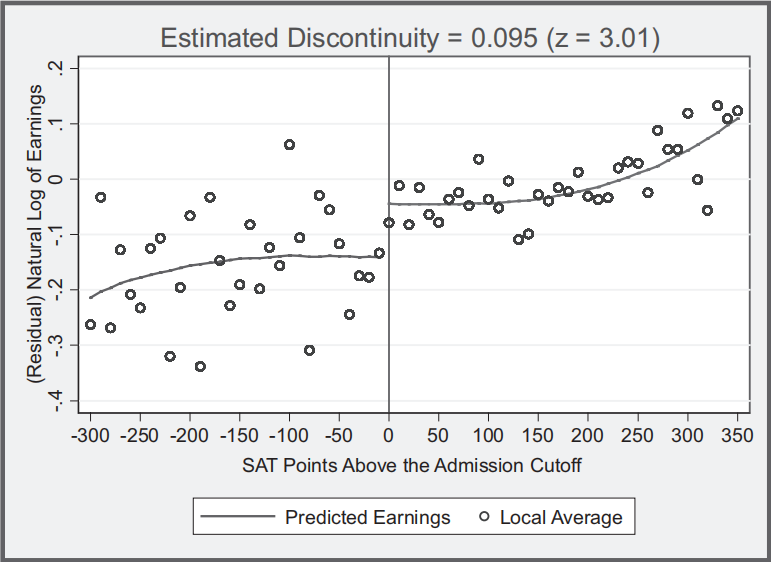 Estimated Discontinuity = 0.095 (z = 3.01)
(Residual) Natural Log of Earnings
.2
.1
0
-.1
-.2
-.3
-.4
-300 -250 -200 -150 -100 -50 0 50 100 150 200 250 300 350
SAT Points Above the Admission Cutoff
Predicted Earnings Local Average